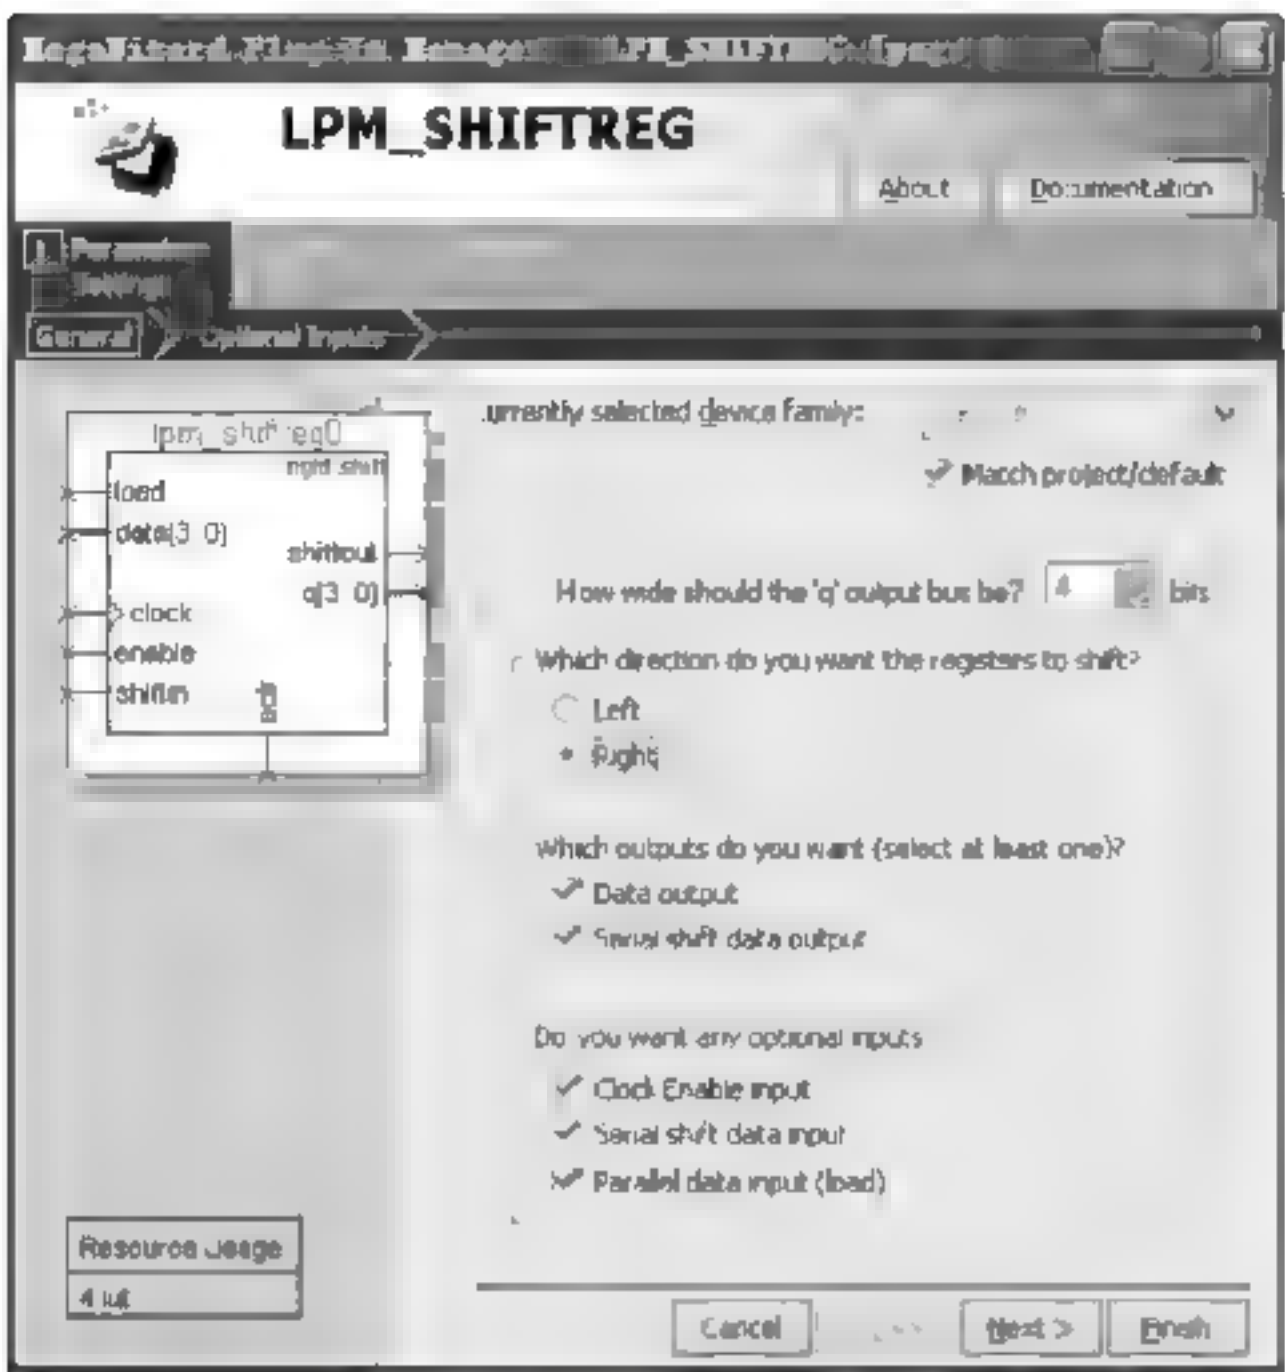 LPM_SHIFTREG
About
Documentation
General
Optional Inputs
currently selected device family:
Match project/default
load
data[3 0]
shiftout
q[3 0]
clock
enable
shiftin
How wide should the 'q' output bus be? 4 bits
Which direction do you want the registers to shift?
Left
Right
Which outputs do you want (select at least one)?
Data output
Serial shift data output
Do you want any optional inputs
Clock Enable input
Serial shift data input
Parallel data input (load)
Resource Usage
4 lut
Cancel
Next >
Finish